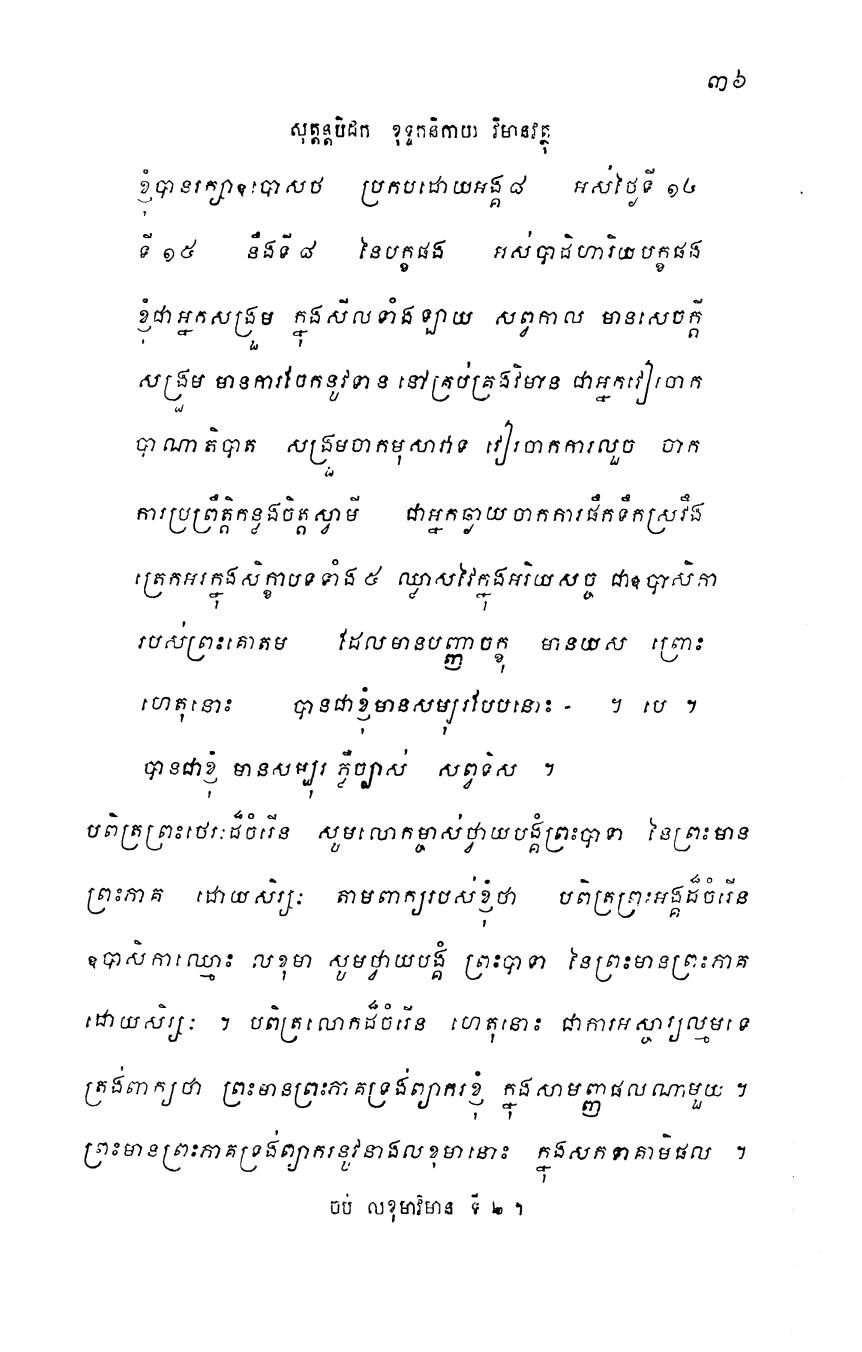 ៣៦
សុត្តន្តបិដក ខុទ្ទកនិកាយ វិមានវត្ថុ
ខ្ញុំបានរក្សាឧបោសថ ប្រកបដោយអង្គ ៨ អស់ថ្ងៃទី ១៤
ទី ១៥ នឹងទី ៨ នៃបក្ខផង អស់បាដិហារិយបក្ខផង
ខ្ញុំជាអ្នកសង្រួម ក្នុងសីលទាំងឡាយ សព្វកាល មានសេចក្តី
សង្រួម មានការចែកនូវទាន នៅគ្រប់គ្រងវិមាន ជាអ្នកវៀរចាក
បាណាតិបាត សង្រួមចាកមុសាវាទ វៀរចាកការលួច ចាក
ការប្រព្រឹត្តិកន្លងចិត្តស្វាមី ជាអ្នកឆ្ងាយចាកការផឹកទឹកស្រវឹង
ត្រេកអរក្នុងសិក្ខាបទទាំង ៥ ឈ្លាសវៃក្នុងអរិយសច្ច ជាឧបាសិកា
របស់ព្រះគោតម ដែលមានបញ្ញាចក្ខុ មានយស ព្រោះ
ហេតុនោះ បានជាខ្ញុំមានសម្បុរបែបនោះ - ។ បេ ។
បានជាខ្ញុំ មានសម្បុរ ភ្លឺច្បាស់ សព្វទិស ។
បពិត្រព្រះថេរៈដ៏ចំរើន សូមលោកម្ចាស់ថ្វាយបង្គំព្រះបាទា នៃព្រះមាន
ព្រះភាគ ដោយសិរ្សៈ តាមពាក្យរបស់ខ្ញុំថា បពិត្រព្រះអង្គដ៏ចំរើន
ឧបាសិកាឈ្មោះ លខុមា សូមថ្វាយបង្គំ ព្រះបាទា នៃព្រះមានព្រះភាគ
ដោយសិរ្សៈ ។ បពិត្រលោកដ៏ចំរើន ហេតុនោះ ជាការអស្ចារ្យល្មមទេ
ត្រង់ពាក្យថា ព្រះមានព្រះភាគទ្រង់ព្យាករខ្ញុំ ក្នុងសាមញ្ញផលណាមួយ ។
ព្រះមានព្រះភាគទ្រង់ព្យាករនូវនាងលខុមានោះ ក្នុងសកទាគាមិផល ។
ចប់ លខុមាវិមាន ទី ២ ។